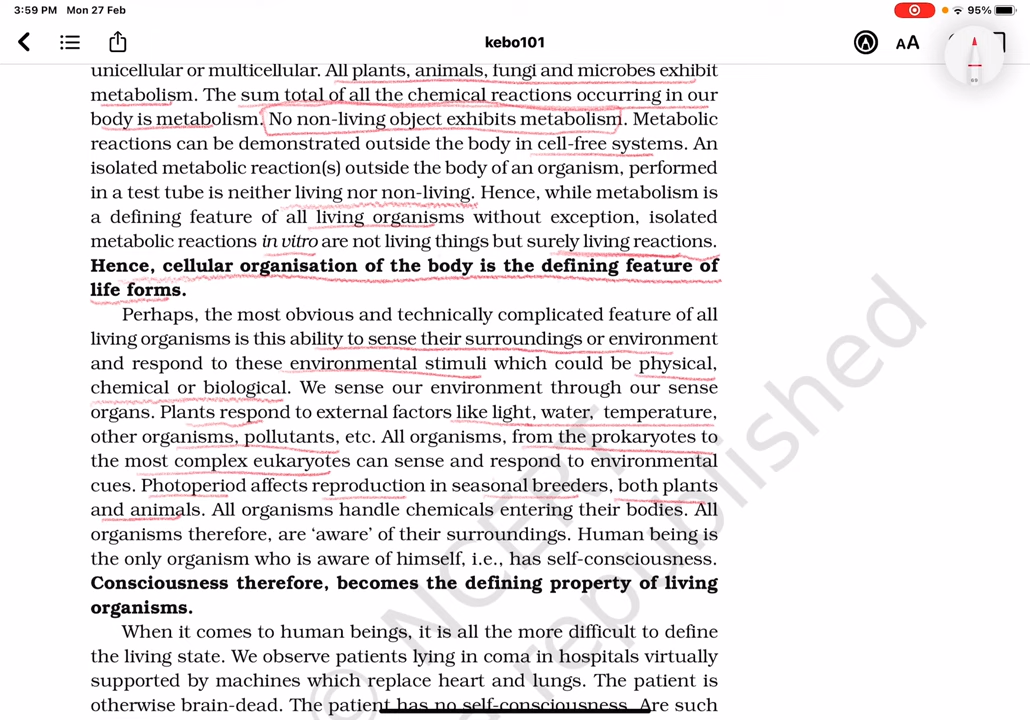 3:59 PM Mon 27 Feb
95%
kebo101
AA
unicellular or multicellular. All plants, animals, fungi and microbes exhibit
metabolism. The sum total of all the chemical reactions occurring in our
body is metabolism. No non-living object exhibits metabolism. Metabolic
reactions can be demonstrated outside the body in cell-free systems. An
isolated metabolic reaction(s) outside the body of an organism, performed
in a test tube is neither living nor non-living. Hence, while metabolism is
a defining feature of all living organisms without exception, isolated
metabolic reactions in vitro are not living things but surely living reactions.
Hence, cellular organisation of the body is the defining feature of
life forms.
Perhaps, the most obvious and technically complicated feature of all
living organisms is this ability to sense their surroundings or environment
and respond to these environmental stimuli which could be physical,
chemical or biological. We sense our environment through our sense
organs. Plants respond to external factors like light, water, temperature,
other organisms, pollutants, etc. All organisms, from the prokaryotes to
the most complex eukaryotes can sense and respond to environmental
cues. Photoperiod affects reproduction in seasonal breeders, both plants
and animals. All organisms handle chemicals entering their bodies. All
organisms therefore, are ‘aware’ of their surroundings. Human being is
the only organism who is aware of himself, i.e., has self-consciousness.
Consciousness therefore, becomes the defining property of living
organisms.
When it comes to human beings, it is all the more difficult to define
the living state. We observe patients lying in coma in hospitals virtually
supported by machines which replace heart and lungs. The patient is
otherwise brain-dead. The patient has no self-consciousness. Are such
© NCERT
republished